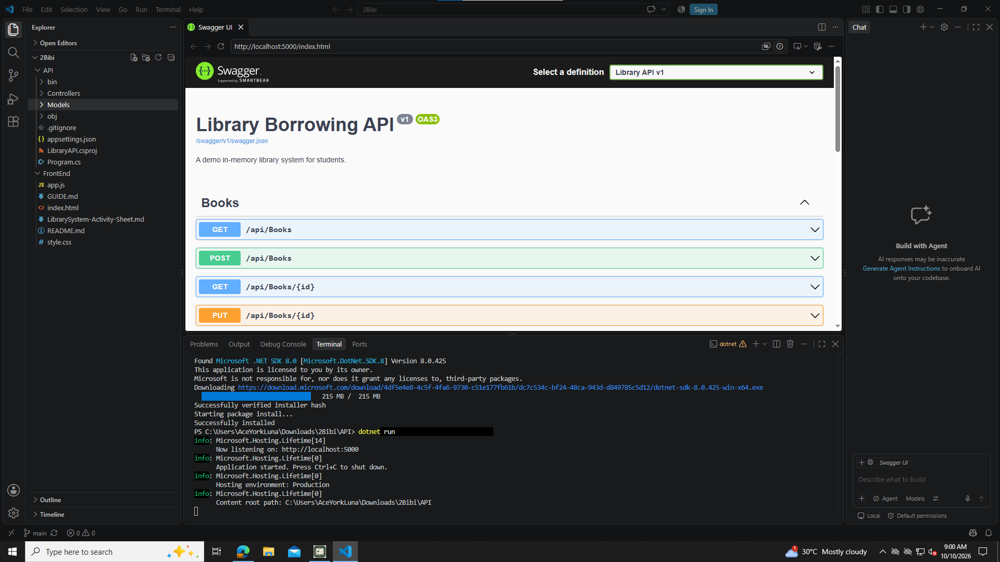 File Edit Selection View Go Run Terminal Help
2Bibi
Sign In
Explorer
Open Editors
2Bibi
API
bin
Controllers
Models
obj
.gitignore
appsettings.json
LibraryAPI.csproj
Program.cs
FrontEnd
app.js
GUIDE.md
index.html
LibrarySystem-Activity-Sheet.md
README.md
style.css
Outline
Timeline
Swagger UI
http://localhost:5000/index.html
Swagger
Supported by SMARTBEAR
Select a definition
Library API v1
Library Borrowing API v1 OAS3
/swagger/v1/swagger.json
A demo in-memory library system for students.
Books
GET /api/Books
POST /api/Books
GET /api/Books/{id}
PUT /api/Books/{id}
Problems Output Debug Console Terminal Ports
dotnet
Found Microsoft .NET SDK 8.0 [Microsoft.DotNet.SDK.8] Version 8.0.425
This application is licensed to you by its owner.
Microsoft is not responsible for, nor does it grant any licenses to, third-party packages.
Downloading https://download.microsoft.com/download/4df5e4e8-4c5f-4fa6-9730-c51e177fb61b/dc7c534c-bf24-48ca-943d-d849785c5d12/dotnet-sdk-8.0.425-win-x64.exe
215 MB / 215 MB
Successfully verified installer hash
Starting package install...
Successfully installed
PS C:\Users\AceYorkLuna\Downloads\2Bibi\API> dotnet run
info: Microsoft.Hosting.Lifetime[14]
Now listening on: http://localhost:5000
info: Microsoft.Hosting.Lifetime[0]
Application started. Press Ctrl+C to shut down.
info: Microsoft.Hosting.Lifetime[0]
Hosting environment: Production
info: Microsoft.Hosting.Lifetime[0]
Content root path: C:\Users\AceYorkLuna\Downloads\2Bibi\API
Chat
Build with Agent
AI responses may be inaccurate
Generate Agent Instructions to onboard AI
onto your codebase.
Swagger UI
Describe what to build
Agent Models
Local Default permissions
main 0 0
Type here to search
1
30°C Mostly cloudy
9:00 AM
10/10/2026